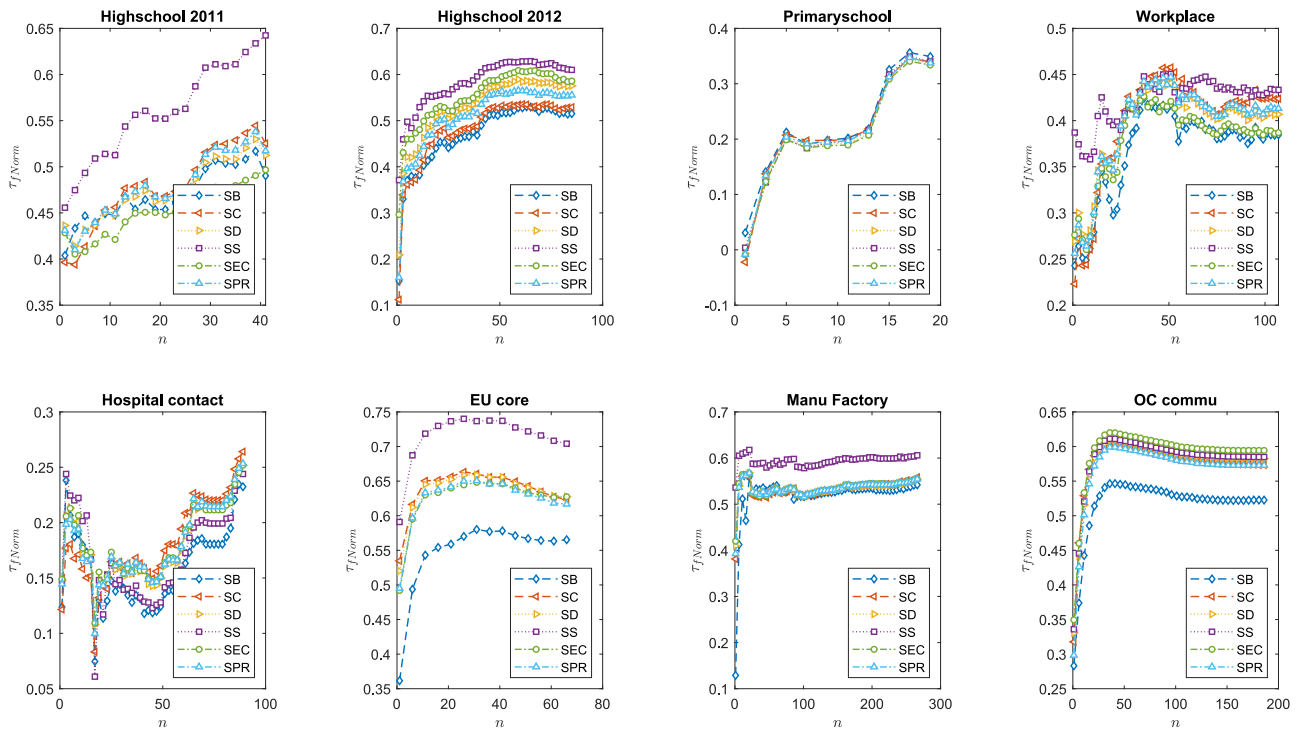 Highschool 2011
0.65
0.6
0.55
0.5
0.45
0.4
0.35
0 10 20 30 40
τfNorm
n
SB
SC
SD
SS
SEC
SPR
Highschool 2012
0.7
0.6
0.5
0.4
0.3
0.2
0.1
0 50 100
τfNorm
n
SB
SC
SD
SS
SEC
SPR
Primaryschool
0.4
0.3
0.2
0.1
0
-0.1
0 5 10 15 20
τfNorm
n
SB
SC
SD
SS
SEC
SPR
Workplace
0.5
0.45
0.4
0.35
0.3
0.25
0.2
0 50 100
τfNorm
n
SB
SC
SD
SS
SEC
SPR
Hospital contact
0.3
0.25
0.2
0.15
0.1
0.05
0 50 100
τfNorm
n
SB
SC
SD
SS
SEC
SPR
EU core
0.75
0.7
0.65
0.6
0.55
0.5
0.45
0.4
0.35
0 20 40 60 80
τfNorm
n
SB
SC
SD
SS
SEC
SPR
Manu Factory
0.7
0.6
0.5
0.4
0.3
0.2
0.1
0 100 200 300
τfNorm
n
SB
SC
SD
SS
SEC
SPR
OC commu
0.65
0.6
0.55
0.5
0.45
0.4
0.35
0.3
0.25
0 50 100 150 200
τfNorm
n
SB
SC
SD
SS
SEC
SPR